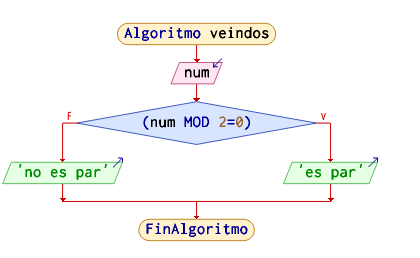 Algoritmo veindos
num
F
V
(num MOD 2=0)
'no es par'
'es par'
FinAlgoritmo